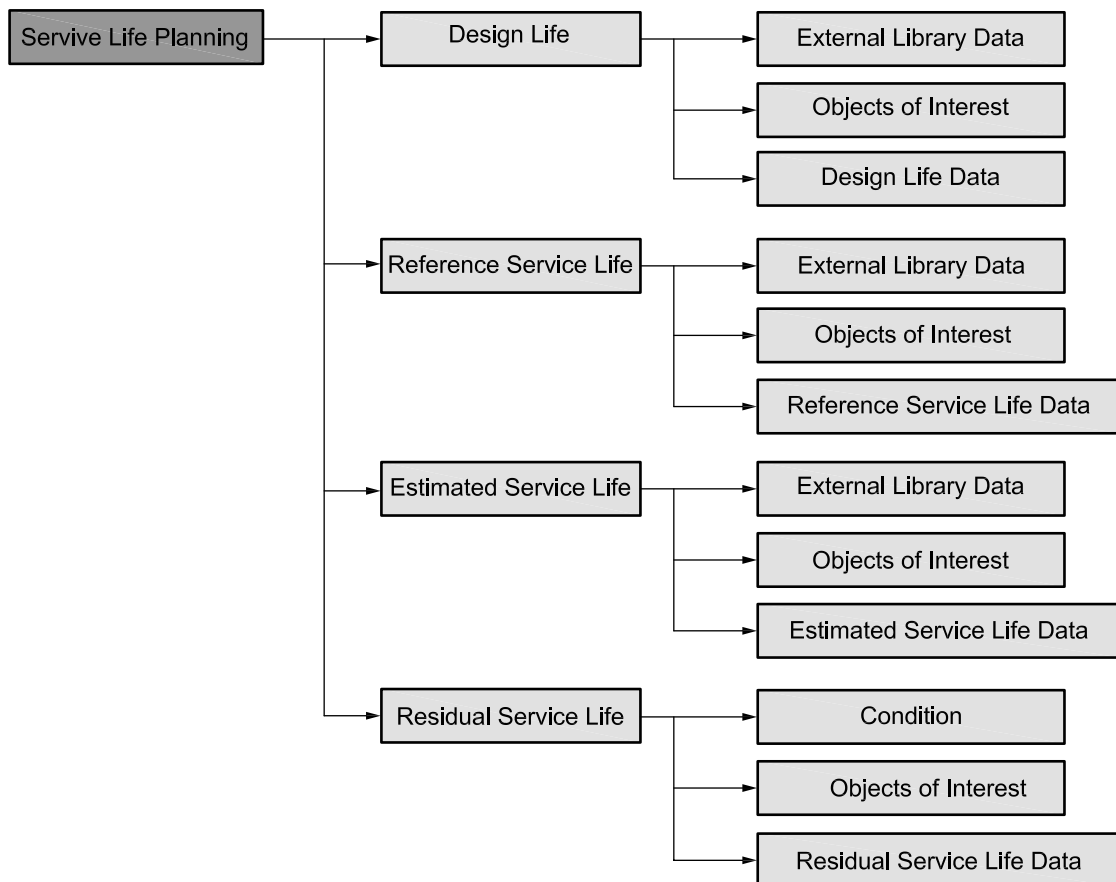 Servive Life Planning
Design Life
External Library Data
Objects of Interest
Design Life Data
Reference Service Life
External Library Data
Objects of Interest
Reference Service Life Data
Estimated Service Life
External Library Data
Objects of Interest
Estimated Service Life Data
Residual Service Life
Condition
Objects of Interest
Residual Service Life Data